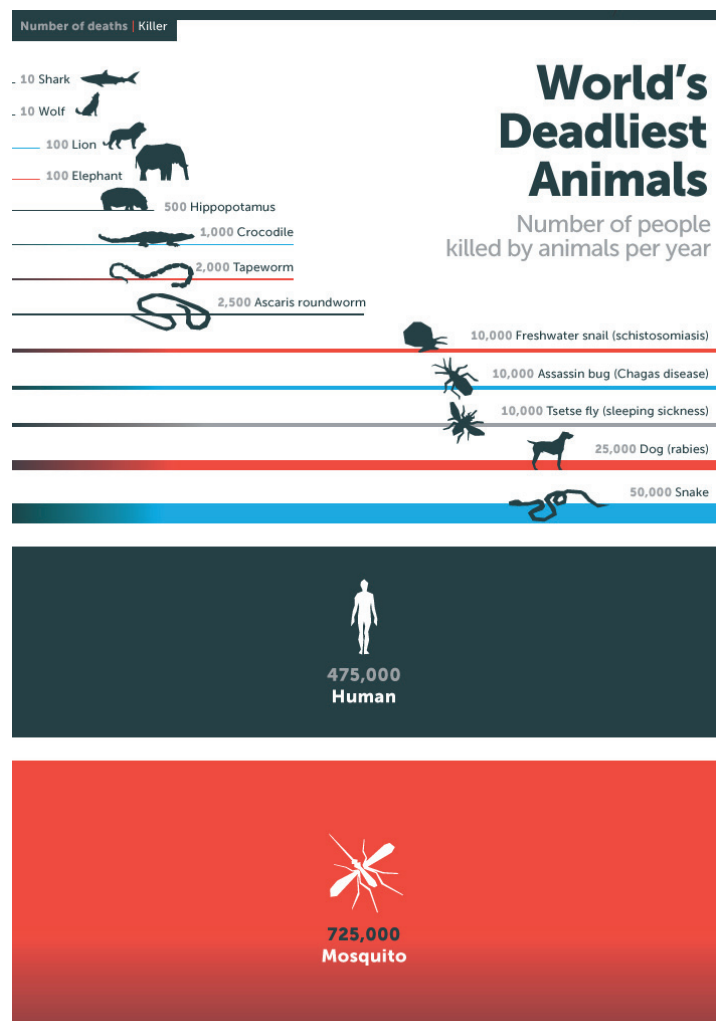 Number of deaths | Killer
10 Shark
10 Wolf
100 Lion
100 Elephant
500 Hippopotamus
1,000 Crocodile
2,000 Tapeworm
2,500 Ascaris roundworm
World's
Deadliest
Animals
Number of people
killed by animals per year
10,000 Freshwater snail (schistosomiasis)
10,000 Assassin bug (Chagas disease)
10,000 Tsetse fly (sleeping sickness)
25,000 Dog (rabies)
50,000 Snake
475,000
Human
725,000
Mosquito